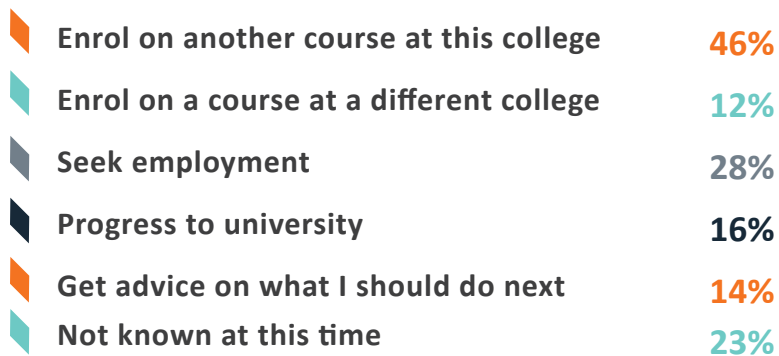 Enrol on another course at this college 46%
Enrol on a course at a different college 12%
Seek employment 28%
Progress to university 16%
Get advice on what I should do next 14%
Not known at this time 23%